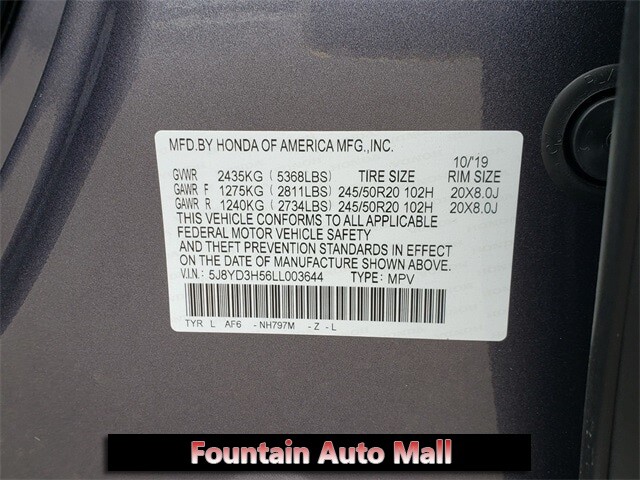 MFD.BY HONDA OF AMERICA MFG.,INC.
10/'19
GVWR 2435KG ( 5368LBS) TIRE SIZE RIM SIZE
GAWR F 1275KG (2811LBS) 245/50R20 102H 20X8.0J
GAWR R 1240KG (2734LBS) 245/50R20 102H 20X8.0J
THIS VEHICLE CONFORMS TO ALL APPLICABLE
FEDERAL MOTOR VEHICLE SAFETY
AND THEFT PREVENTION STANDARDS IN EFFECT
ON THE DATE OF MANUFACTURE SHOWN ABOVE.
V.I.N: 5J8YD3H56LL003644 TYPE: MPV
TYR L AF6 - NH797M - Z - L
Fountain Auto Mall